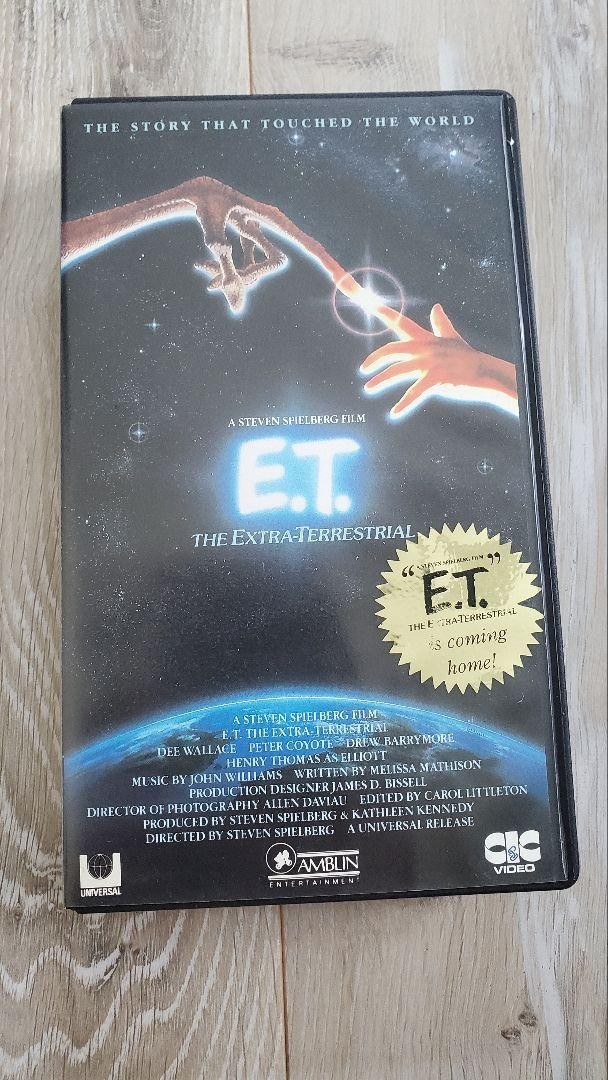 THE STORY THAT TOUCHED THE WORLD
A STEVEN SPIELBERG FILM
E.T.
THE EXTRA-TERRESTRIAL
“A STEVEN SPIELBERG FILM”
E.T.
THE EXTRA-TERRESTRIAL
is coming
home!
A STEVEN SPIELBERG FILM
E.T. THE EXTRA-TERRESTRIAL
DEE WALLACE PETER COYOTE DREW BARRYMORE
HENRY THOMAS AS ELLIOTT
MUSIC BY JOHN WILLIAMS WRITTEN BY MELISSA MATHISON
PRODUCTION DESIGNER JAMES D. BISSELL
DIRECTOR OF PHOTOGRAPHY ALLEN DAVIAU EDITED BY CAROL LITTLETON
PRODUCED BY STEVEN SPIELBERG & KATHLEEN KENNEDY
DIRECTED BY STEVEN SPIELBERG A UNIVERSAL RELEASE
UNIVERSAL
AMBLIN
ENTERTAINMENT
CIC
VIDEO